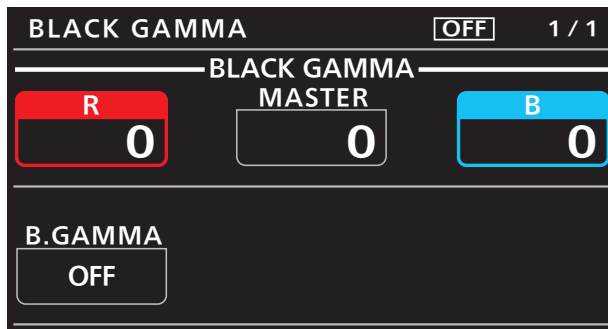 BLACK GAMMA OFF 1 / 1
BLACK GAMMA
R MASTER B
0 0 0
B.GAMMA
OFF